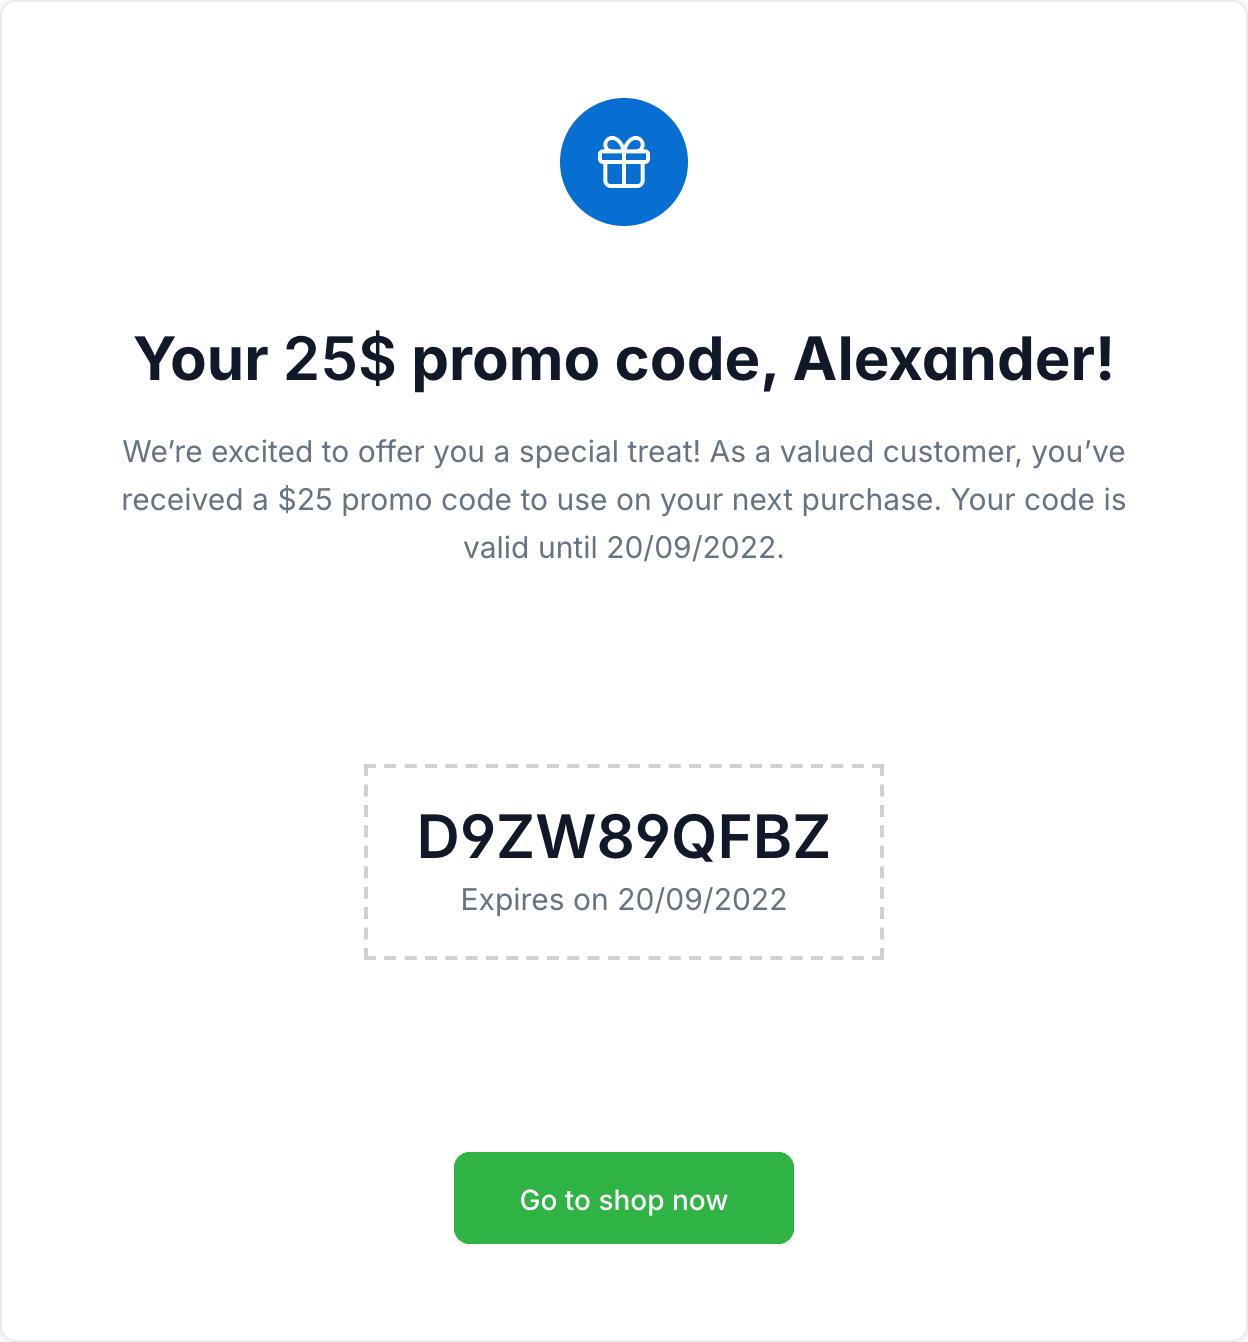 Your 25$ promo code, Alexander!
We’re excited to offer you a special treat! As a valued customer, you’ve
received a $25 promo code to use on your next purchase. Your code is
valid until 20/09/2022.
D9ZW89QFBZ
Expires on 20/09/2022
Go to shop now